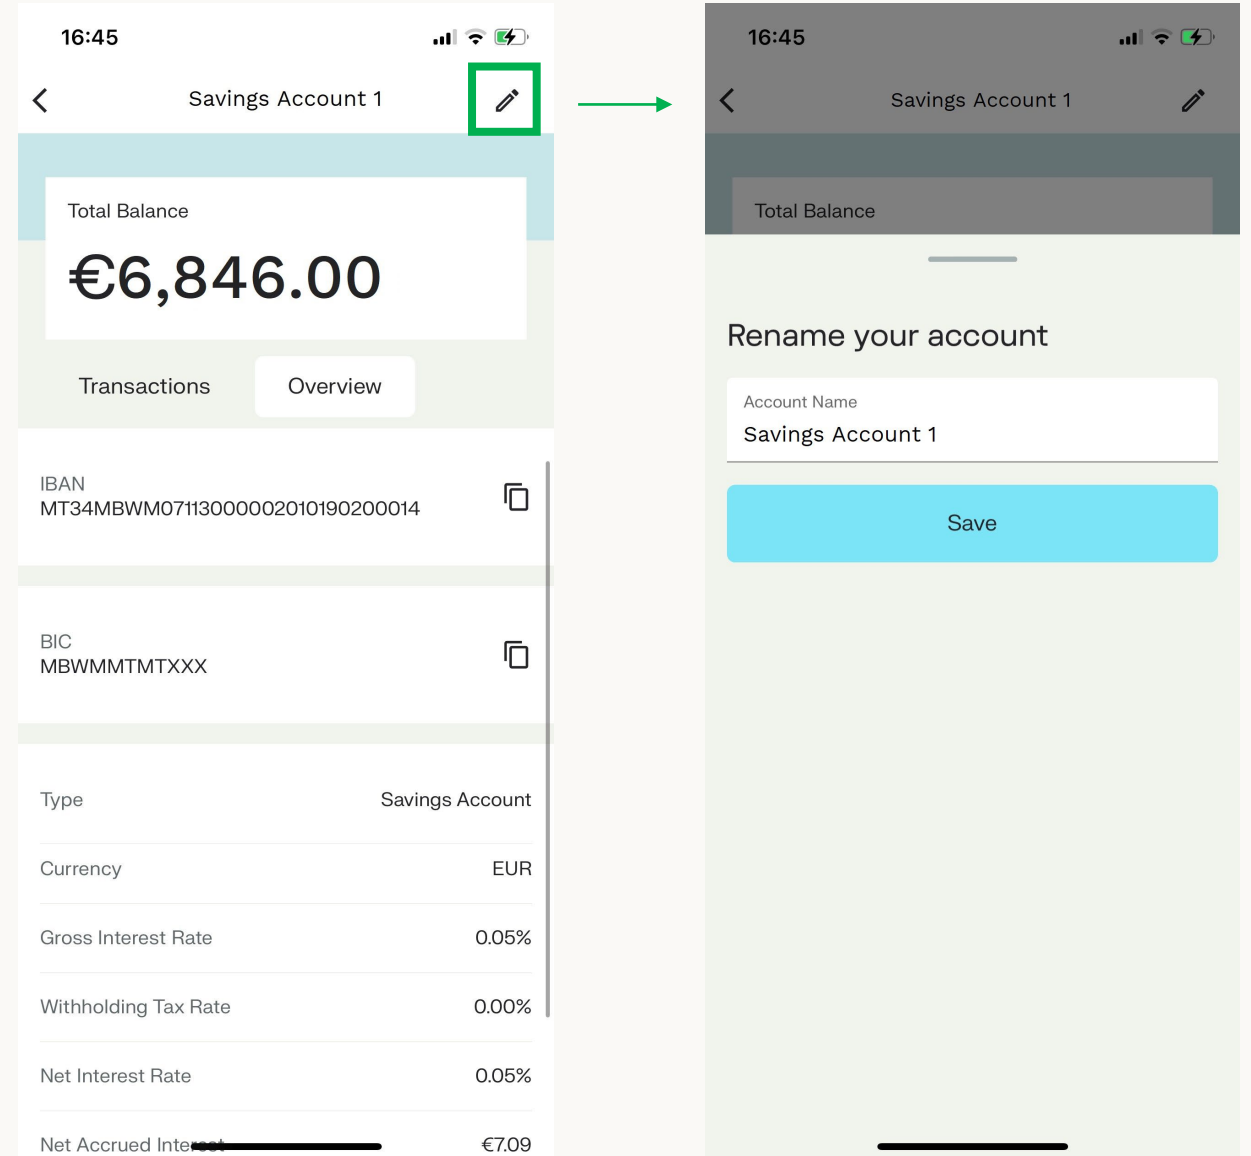 16:45
Savings Account 1
Total Balance
€6,846.00
Transactions
Overview
IBAN
MT34MBWM07113000002010190200014
BIC
MBWMMTMTXXX
Type
Savings Account
Currency
EUR
Gross Interest Rate
0.05%
Withholding Tax Rate
0.00%
Net Interest Rate
0.05%
Net Accrued Interest
€7.09
16:45
Savings Account 1
Total Balance
Rename your account
Account Name
Savings Account 1
Save